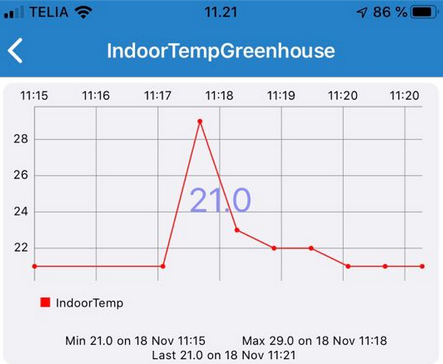 TELIA 11.21 86 %
IndoorTempGreenhouse
11:15 11:16 11:17 11:18 11:19 11:20 11:20
28
26
24
22
21.0
IndoorTemp
Min 21.0 on 18 Nov 11:15 Max 29.0 on 18 Nov 11:18
Last 21.0 on 18 Nov 11:21